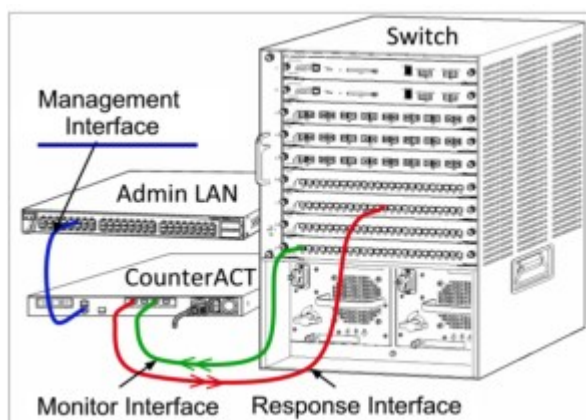 Switch
Management
Interface
Admin LAN
CounterACT
Monitor Interface
Response Interface